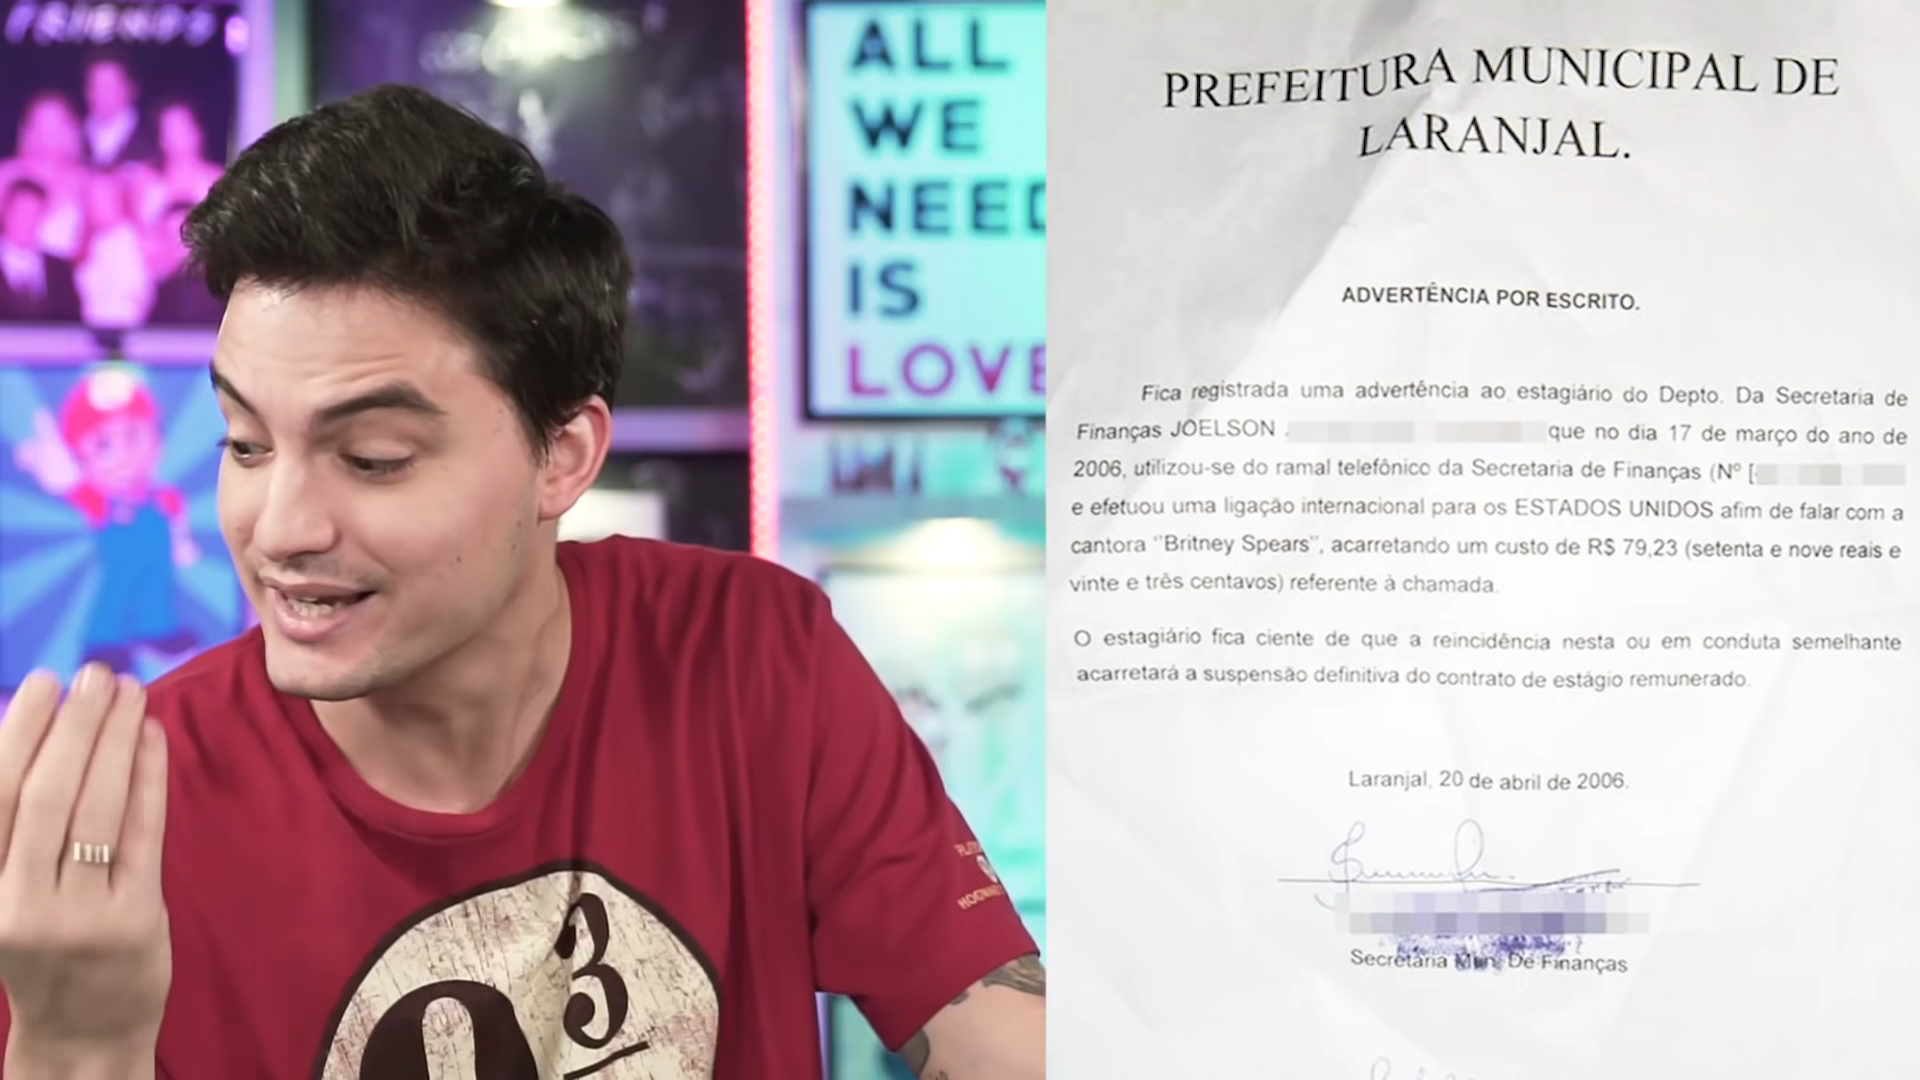 FRIENDS
ALL
WE
NEED
IS
LOVE
9 3
PREFEITURA MUNICIPAL DE
LARANJAL.
ADVERTÊNCIA POR ESCRITO.
Fica registrada uma advertência ao estagiário do Depto. Da Secretaria de
Finanças JOELSON que no dia 17 de março do ano de
2006, utilizou-se do ramal telefônico da Secretaria de Finanças (Nº [
e efetuou uma ligação internacional para os ESTADOS UNIDOS afim de falar com a
cantora "Britney Spears", acarretando um custo de R$ 79,23 (setenta e nove reais e
vinte e três centavos) referente à chamada.
O estagiário fica ciente de que a reincidência nesta ou em conduta semelhante
acarretará a suspensão definitiva do contrato de estágio remunerado.
Laranjal, 20 de abril de 2006.
Secretária Mun. De Finanças